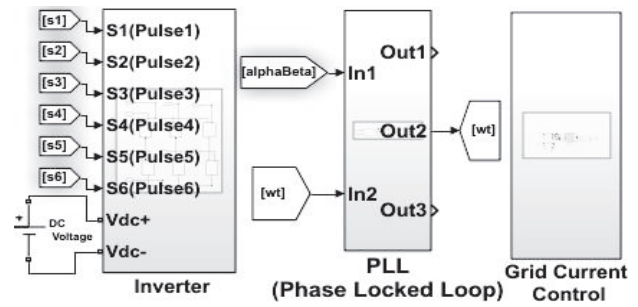 [s1]
S1(Pulse1)
[s2]
S2(Pulse2)
[s3]
S3(Pulse3)
[s4]
S4(Pulse4)
[s5]
S5(Pulse5)
[s6]
S6(Pulse6)
+
DC
Voltage
Vdc+
Vdc-
Inverter
[alphaBeta]
In1
[wt]
In2
Out1
Out2
Out3
[wt]
PLL
(Phase Locked Loop)
Grid Current
Control